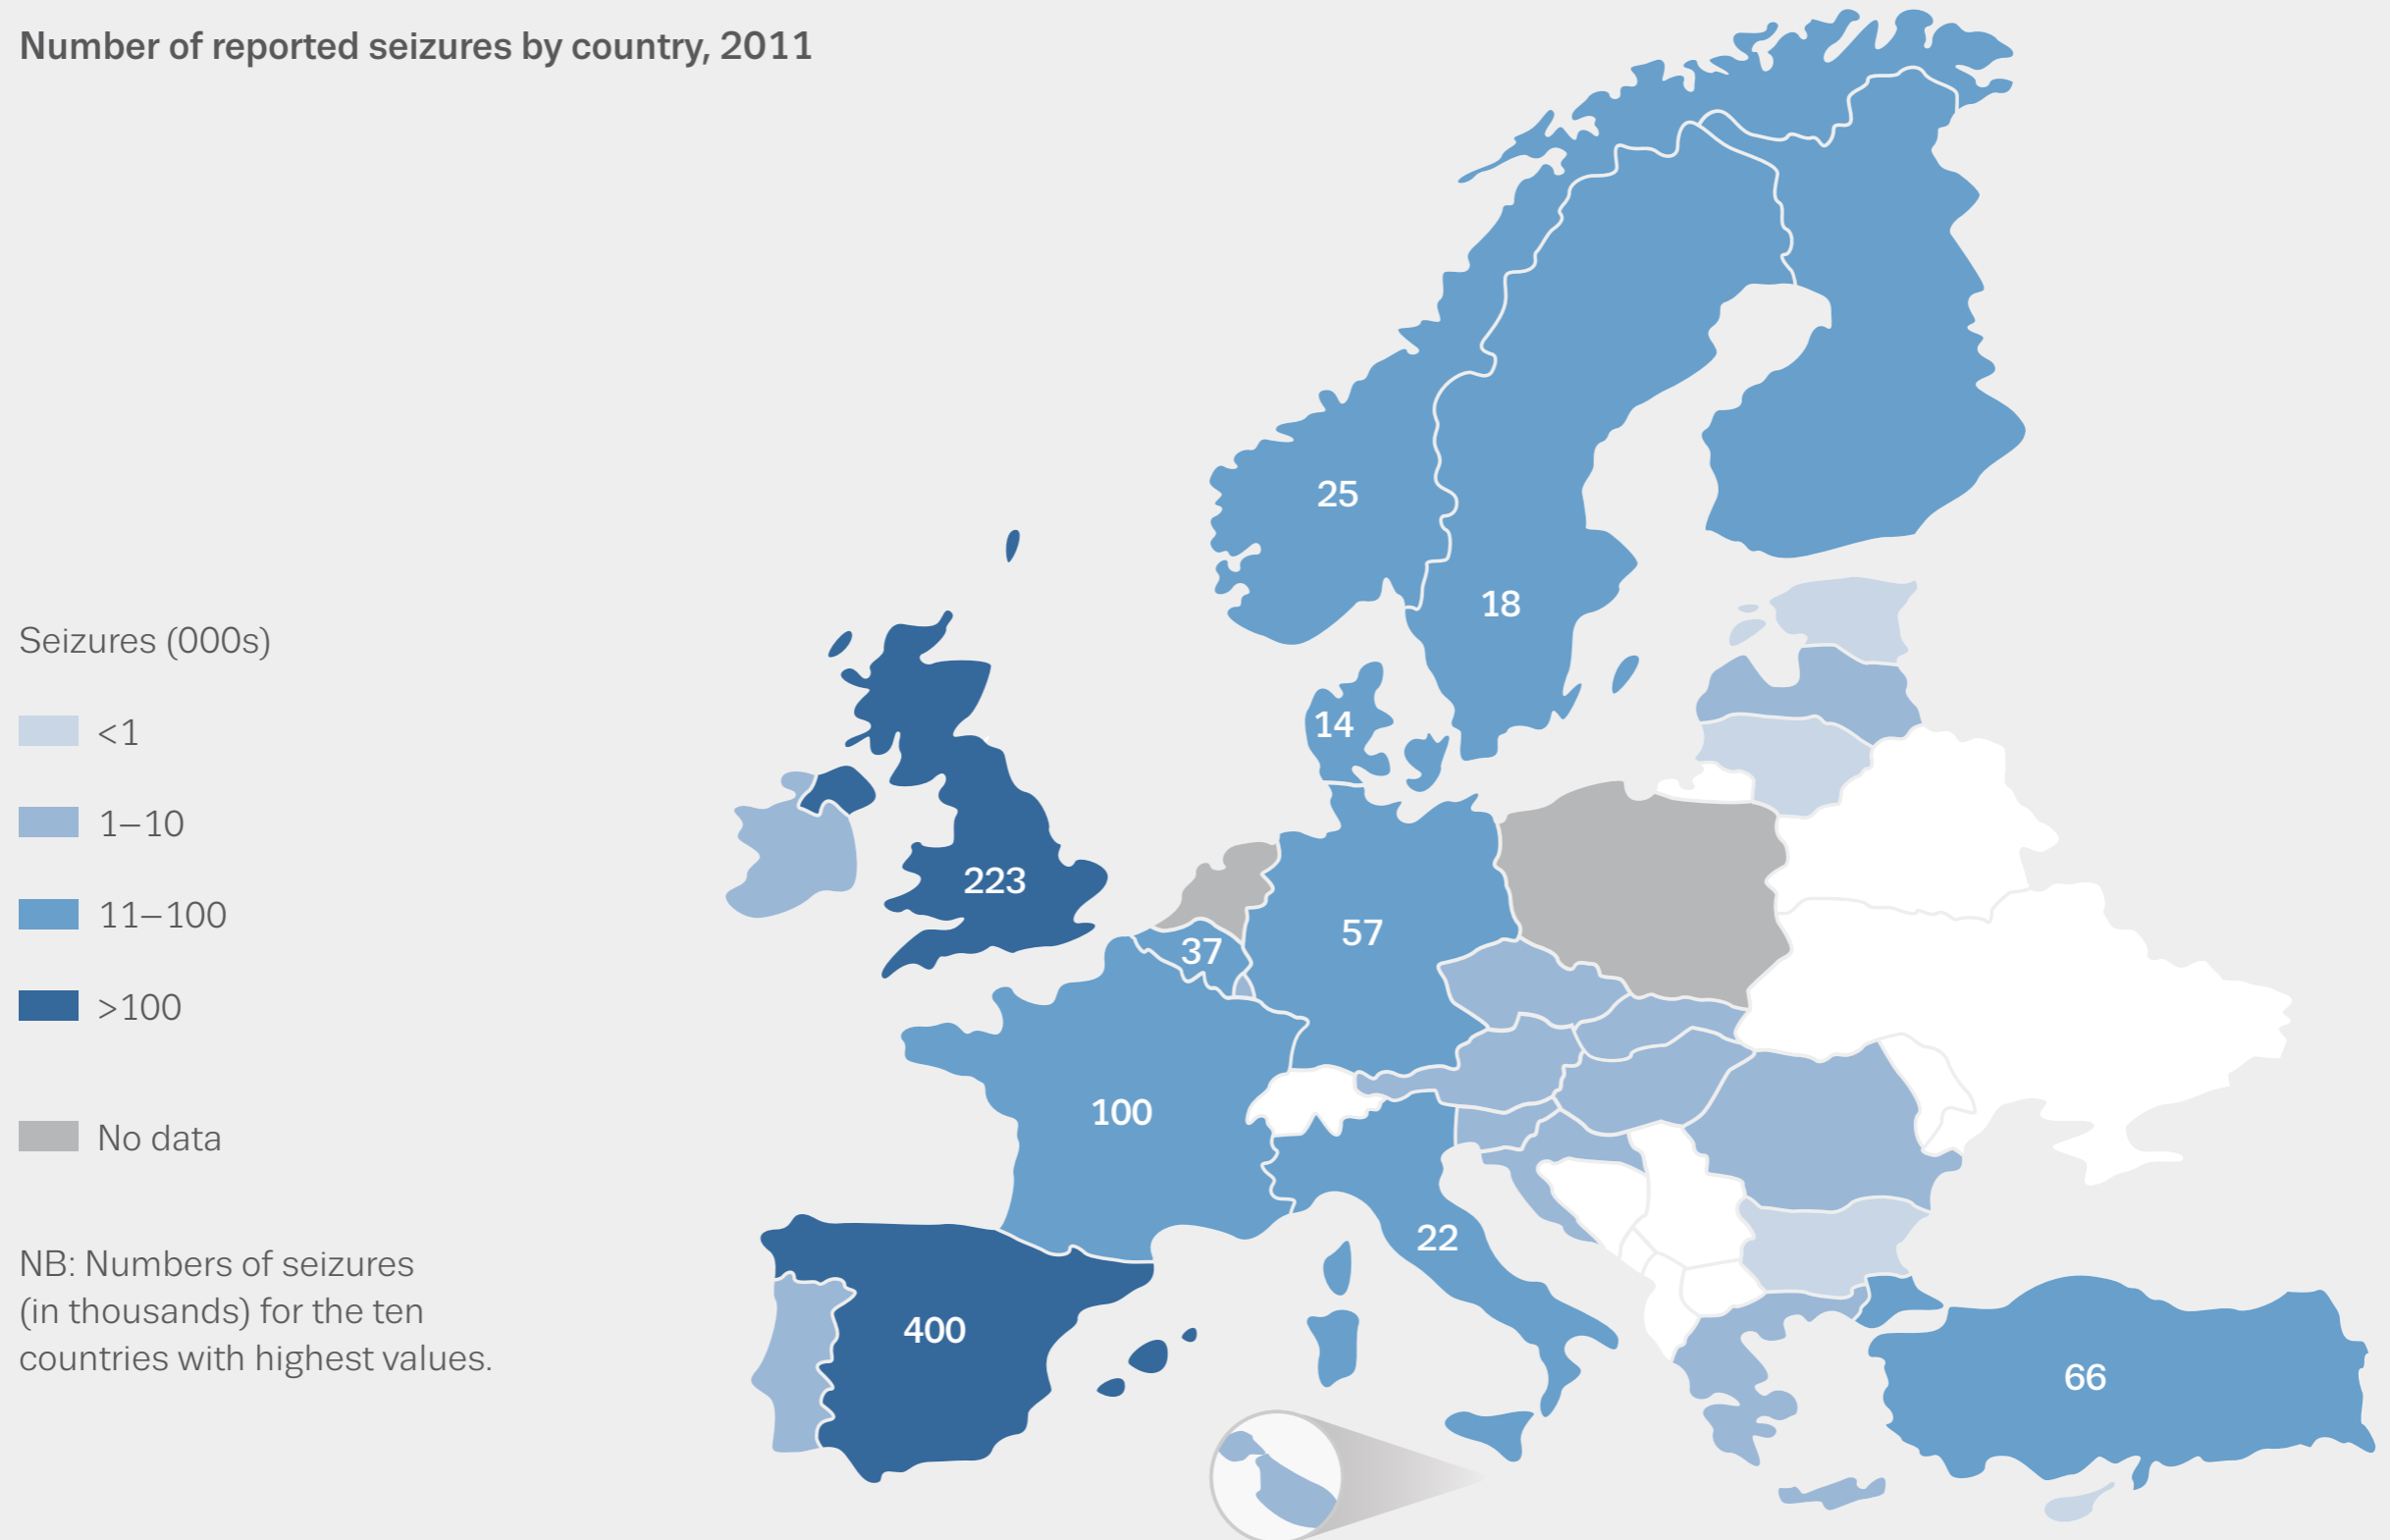 Number of reported seizures by country, 2011
25
18
Seizures (000s)
14
<1
1–10
223
11–100
37
57
>100
100
No data
22
NB: Numbers of seizures
(in thousands) for the ten
countries with highest values.
400
66